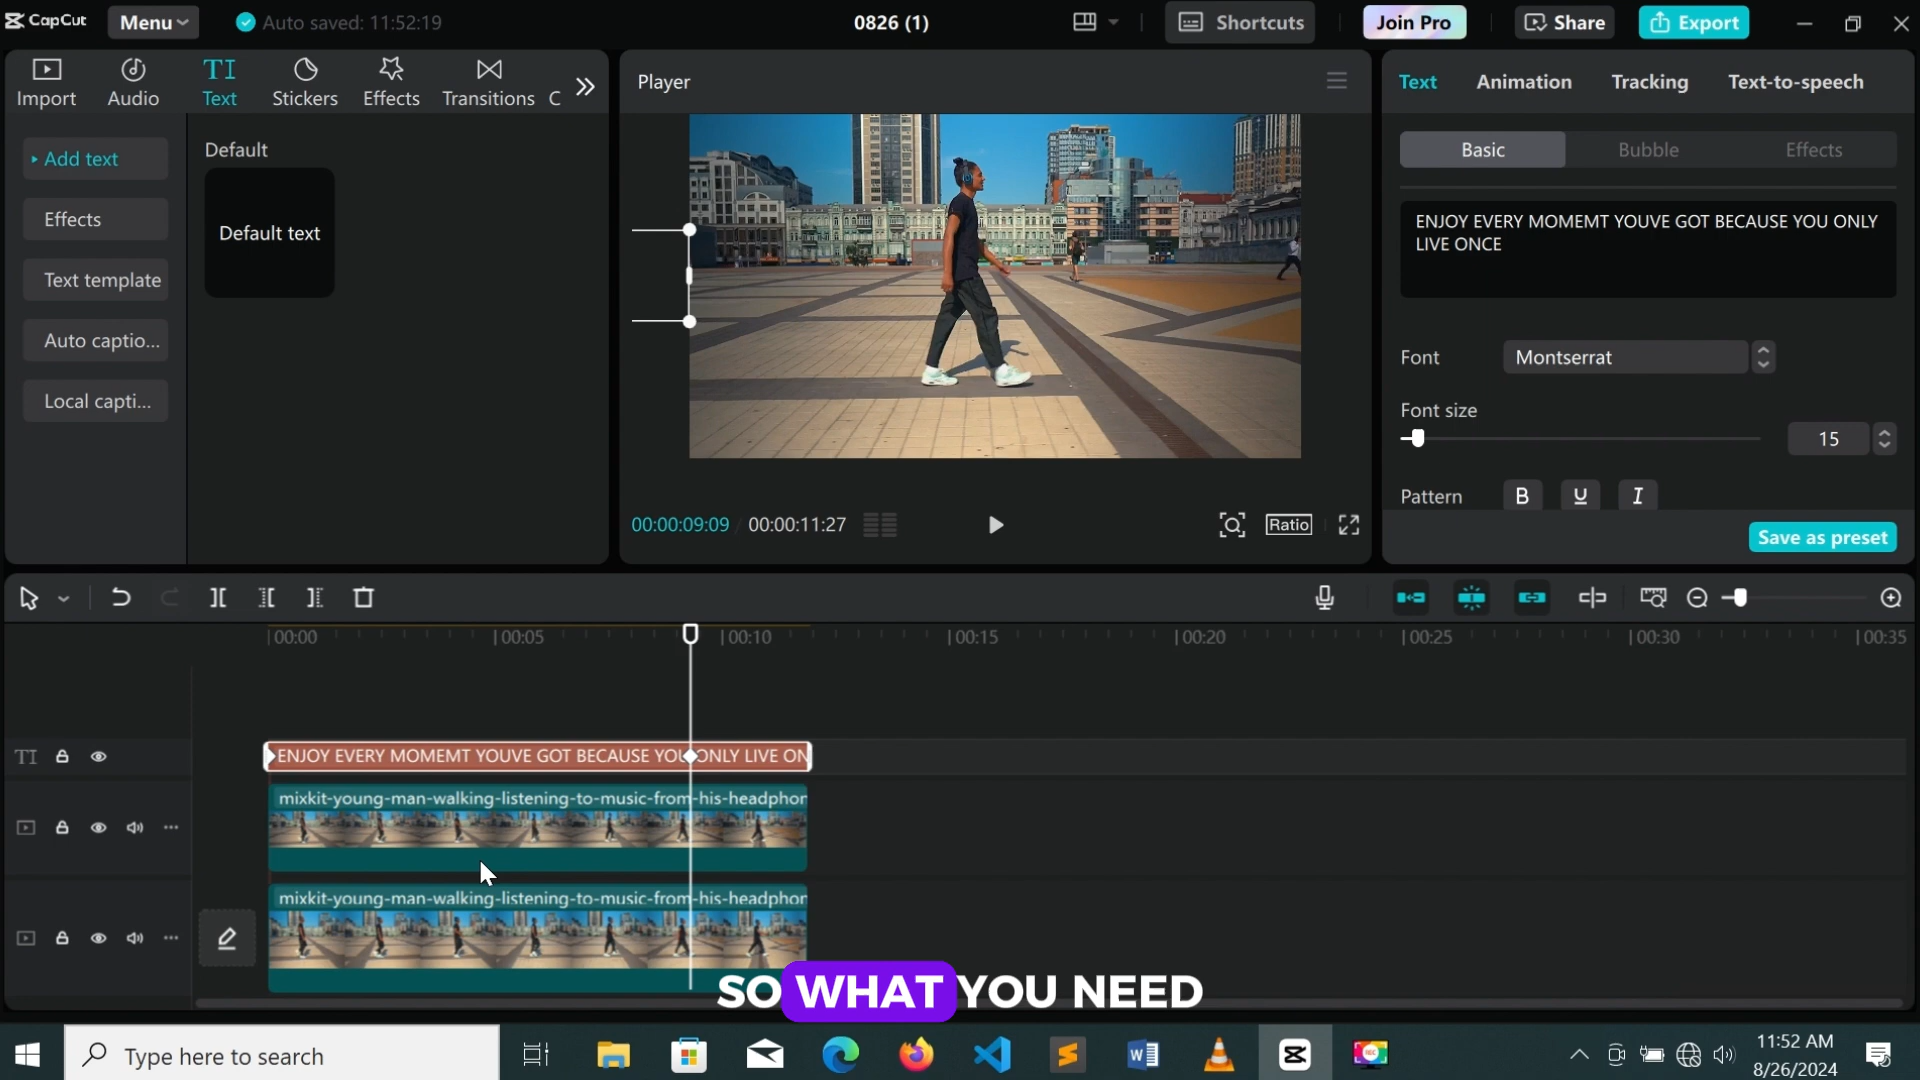 CapCut
Menu
Auto saved: 11:52:19
0826 (1)
Shortcuts
Join Pro
Share
Export
Import
Audio
TI
Text
Stickers
Effects
Transitions
C
Add text
Effects
Text template
Auto captio...
Local capti...
Default
Default text
Player
00:00:09:09
00:00:11:27
Ratio
Text
Animation
Tracking
Text-to-speech
Basic
Bubble
Effects
ENJOY EVERY MOMEMT YOUVE GOT BECAUSE YOU ONLY
LIVE ONCE
Font
Montserrat
Font size
15
Pattern
B
U
I
Save as preset
00:00
00:05
00:10
00:15
00:20
00:25
00:30
00:35
TI
ENJOY EVERY MOMEMT YOUVE GOT BECAUSE YOU ONLY LIVE ON
mixkit-young-man-walking-listening-to-music-from-his-headphon
mixkit-young-man-walking-listening-to-music-from-his-headphon
SO WHAT YOU NEED
Type here to search
11:52 AM
8/26/2024